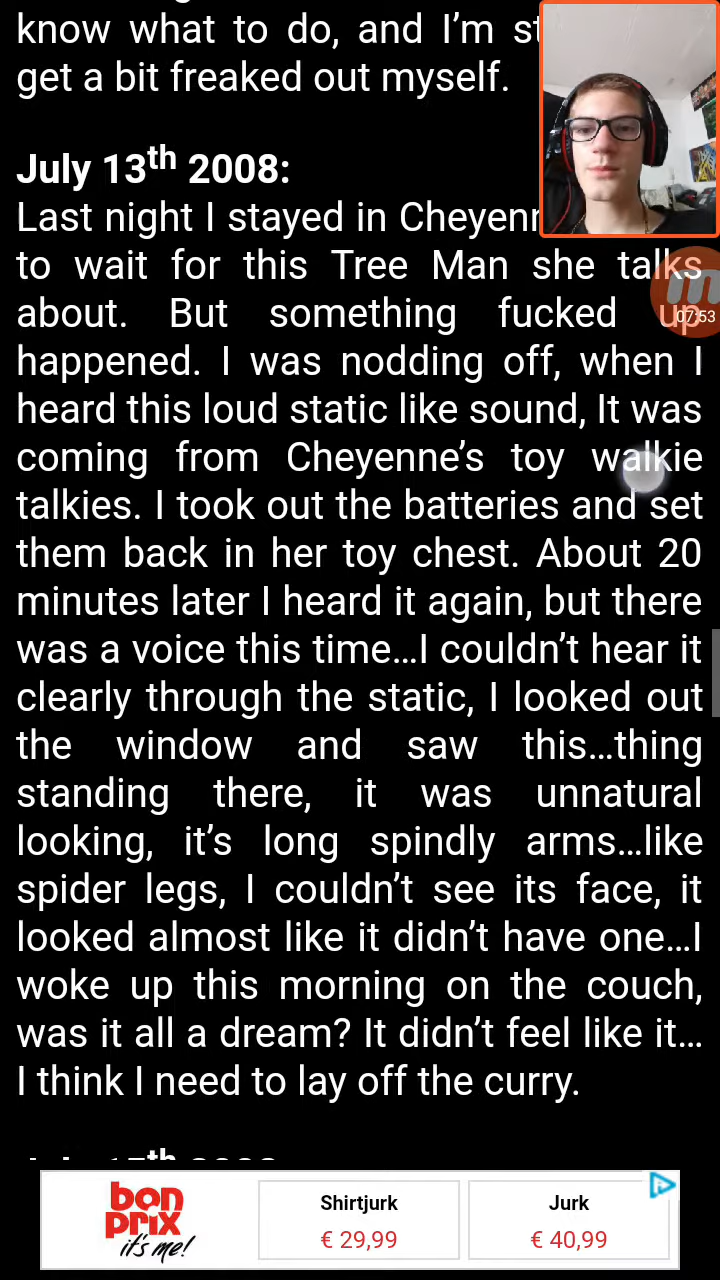 know what to do, and I'm st
get a bit freaked out myself.
July 13th 2008:
Last night I stayed in Cheyenn
to wait for this Tree Man she talks
about. But something fucked up
happened. I was nodding off, when I
heard this loud static like sound, It was
coming from Cheyenne's toy walkie
talkies. I took out the batteries and set
them back in her toy chest. About 20
minutes later I heard it again, but there
was a voice this time…I couldn't hear it
clearly through the static, I looked out
the window and saw this…thing
standing there, it was unnatural
looking, it's long spindly arms…like
spider legs, I couldn't see its face, it
looked almost like it didn't have one…I
woke up this morning on the couch,
was it all a dream? It didn't feel like it…
I think I need to lay off the curry.
07:53
bon
prix
it's me!
Shirtjurk
€ 29,99
Jurk
€ 40,99